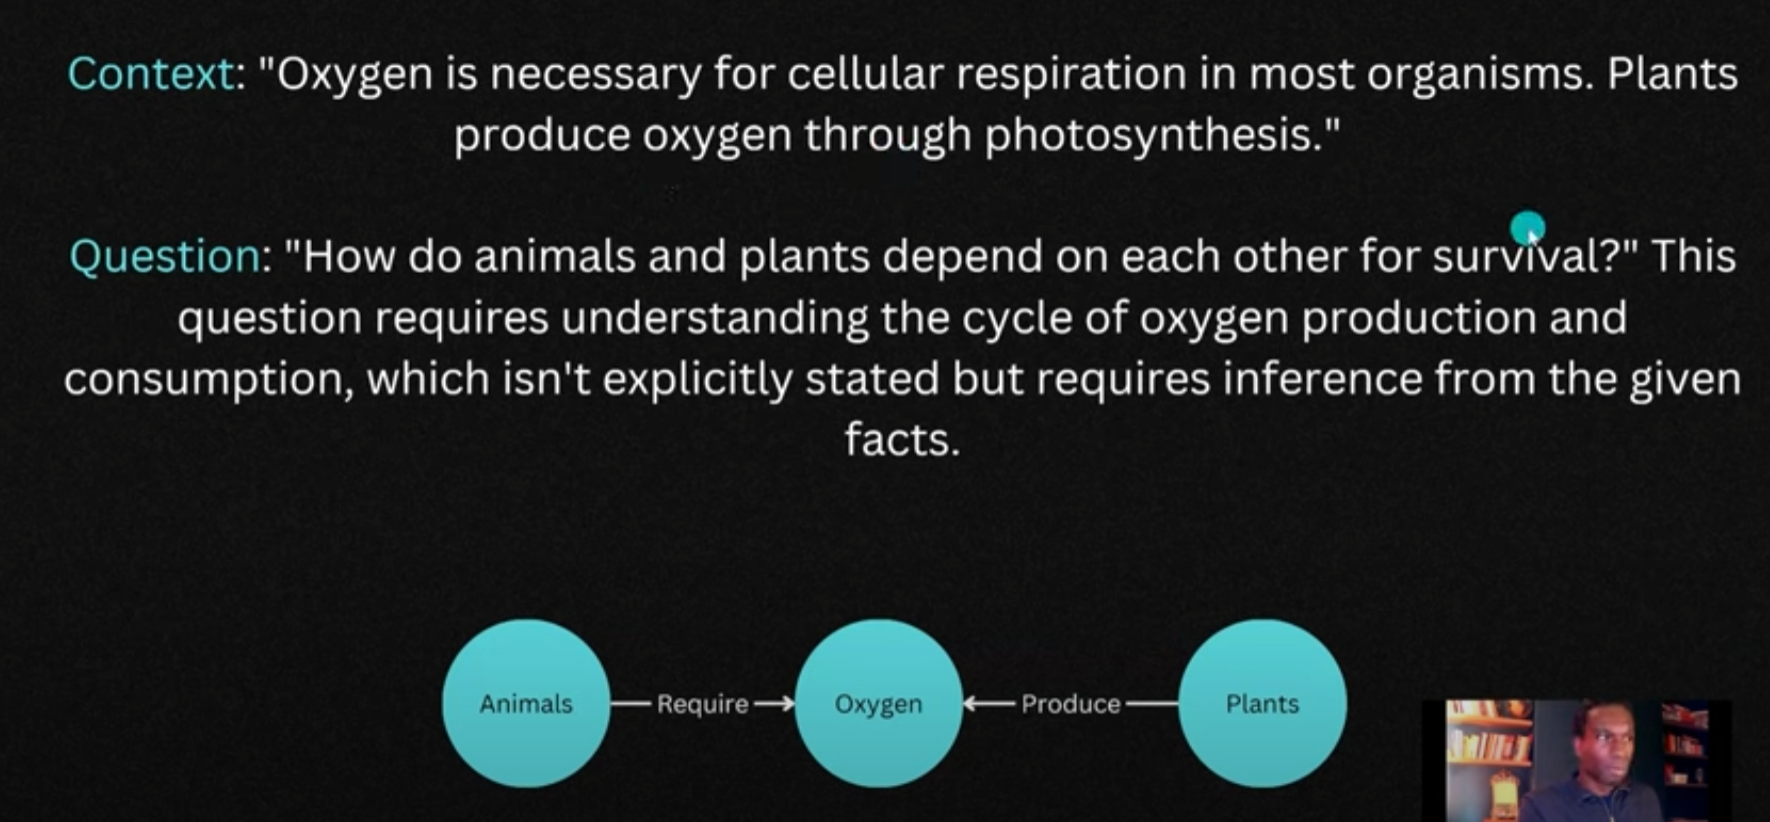 Context: "Oxygen is necessary for cellular respiration in most organisms. Plants
produce oxygen through photosynthesis."
Question: "How do animals and plants depend on each other for survival?" This
question requires understanding the cycle of oxygen production and
consumption, which isn't explicitly stated but requires inference from the given
facts.
Animals Require Oxygen Produce Plants